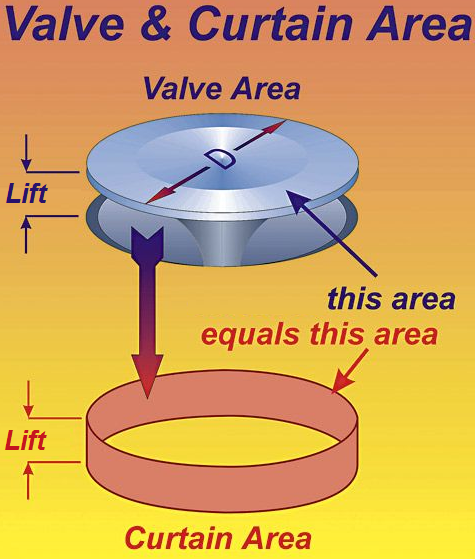 Valve & Curtain Area
Valve Area
D
Lift
this area
equals this area
Lift
Curtain Area